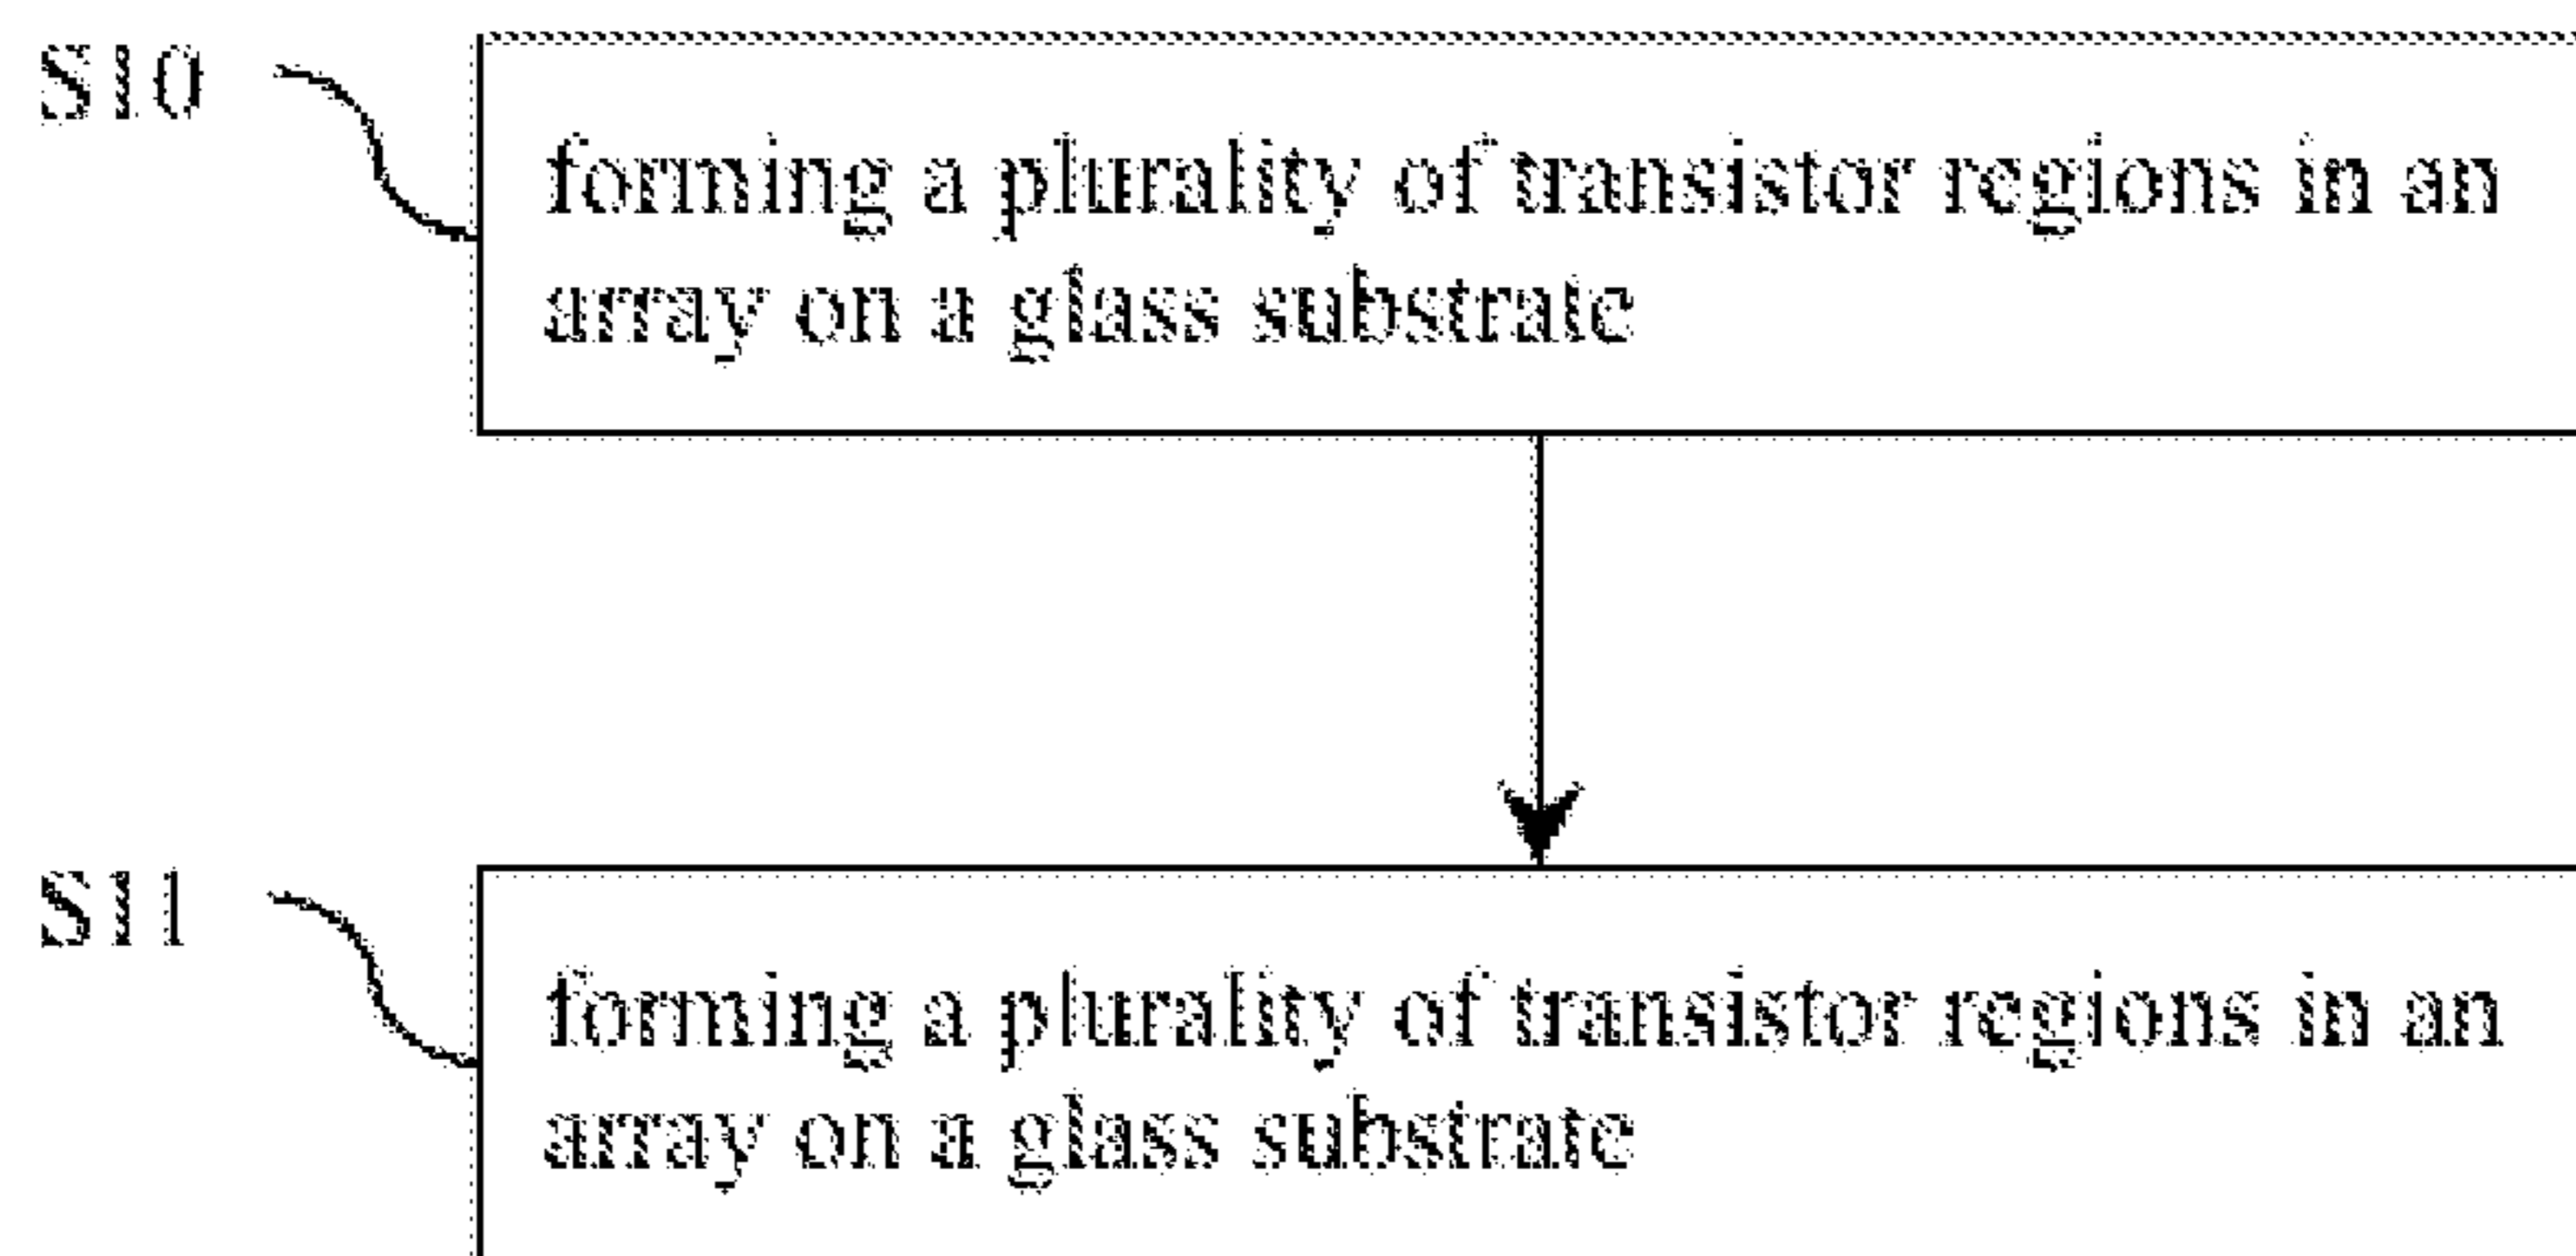 S10
forming a plurality of transistor regions in an
array on a glass substrate
S11
forming a plurality of transistor regions in an
array on a glass substrate